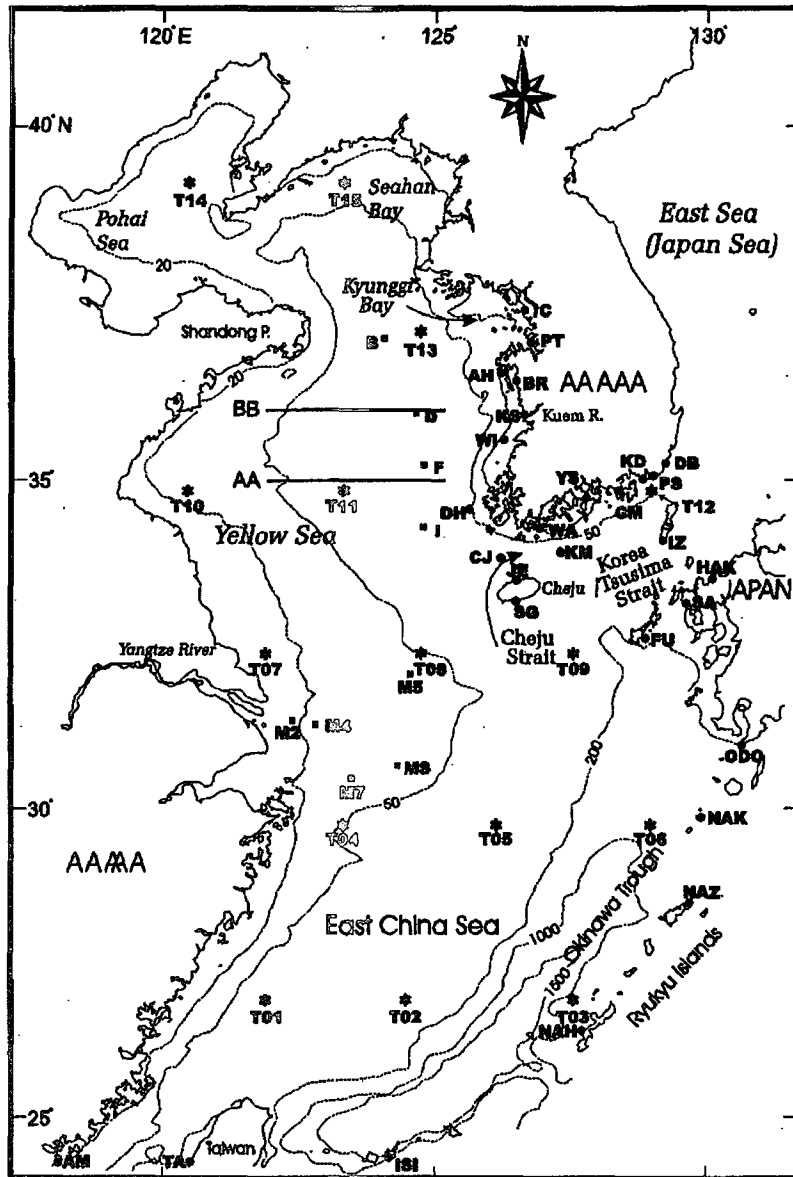 120° E
125°
130°
N
40° N
T14
T15
Seahan
Bay
Pohai
Sea
East Sea
(Japan Sea)
20
Kyunggi
Bay
IC
Shandong P.
T13
PT
20
AH
BR
AAAAA
BB
D
KS
Kuem R.
WI
F
KD
DB
AA
YS
PS
T10
T11
GM
T12
DH
50
Yellow Sea
I
WA
IZ
CJ
KM
Korea
Tsusima
Strait
HAK
JE
Cheju
JAPAN
SA
SG
Cheju
Strait
FU
Yangtze River
T07
T08
T09
M5
M2
M4
200
ODO
M3
M7
30°
NAK
T04
T05
T06
AAAAA
NAZ
East China Sea
1000
Okinawa Trough
1500
Ryukyu Islands
T01
T02
T03
NAH
25°
Taiwan
AM
TA
ISI
35°